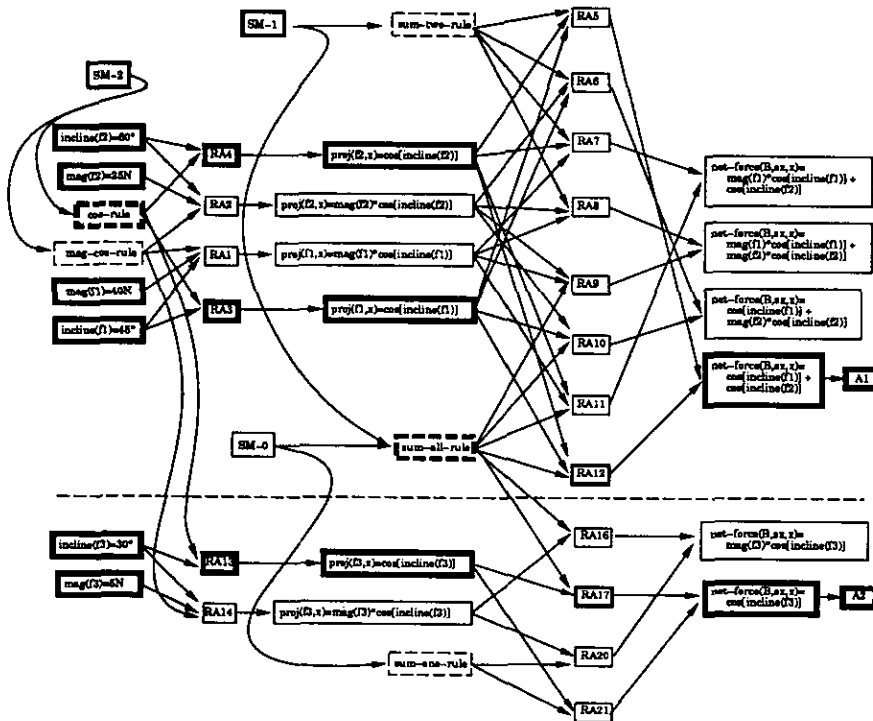 SM-1
sum-two-rule
RA5
SM-2
RA6
incline(f2)=60°
RA4
proj(f2,z)=cos[incline(f2)]
RA7
mag(f2)=25N
net-force(B,sz,z)=
mag(f1)*cos[incline(f1)] +
cos[incline(f2)]
cos-rule
RA2
proj(f2,z)=mag(f2)*cos[incline(f2)]
RA8
mag-cos-rule
RA1
proj(f1,z)=mag(f1)*cos[incline(f1)]
net-force(B,sz,z)=
mag(f1)*cos[incline(f1)] +
mag(f2)*cos[incline(f2)]
mag(f1)=40N
RA9
incline(f1)=45°
RA3
proj(f1,z)=cos[incline(f1)]
net-force(B,sz,z)=
cos[incline(f1)] +
mag(f2)*cos[incline(f2)]
RA10
net-force(B,sz,z)=
cos[incline(f1)] +
cos[incline(f2)]
A1
RA11
SM-0
sum-all-rule
RA12
incline(f3)=30°
RA16
net-force(B,sz,z)=
mag(f3)*cos[incline(f3)]
RA13
proj(f3,z)=cos[incline(f3)]
mag(f3)=5N
RA17
net-force(B,sz,z)=
cos[incline(f3)]
A2
RA14
proj(f3,z)=mag(f3)*cos[incline(f3)]
RA20
sum-one-rule
RA21